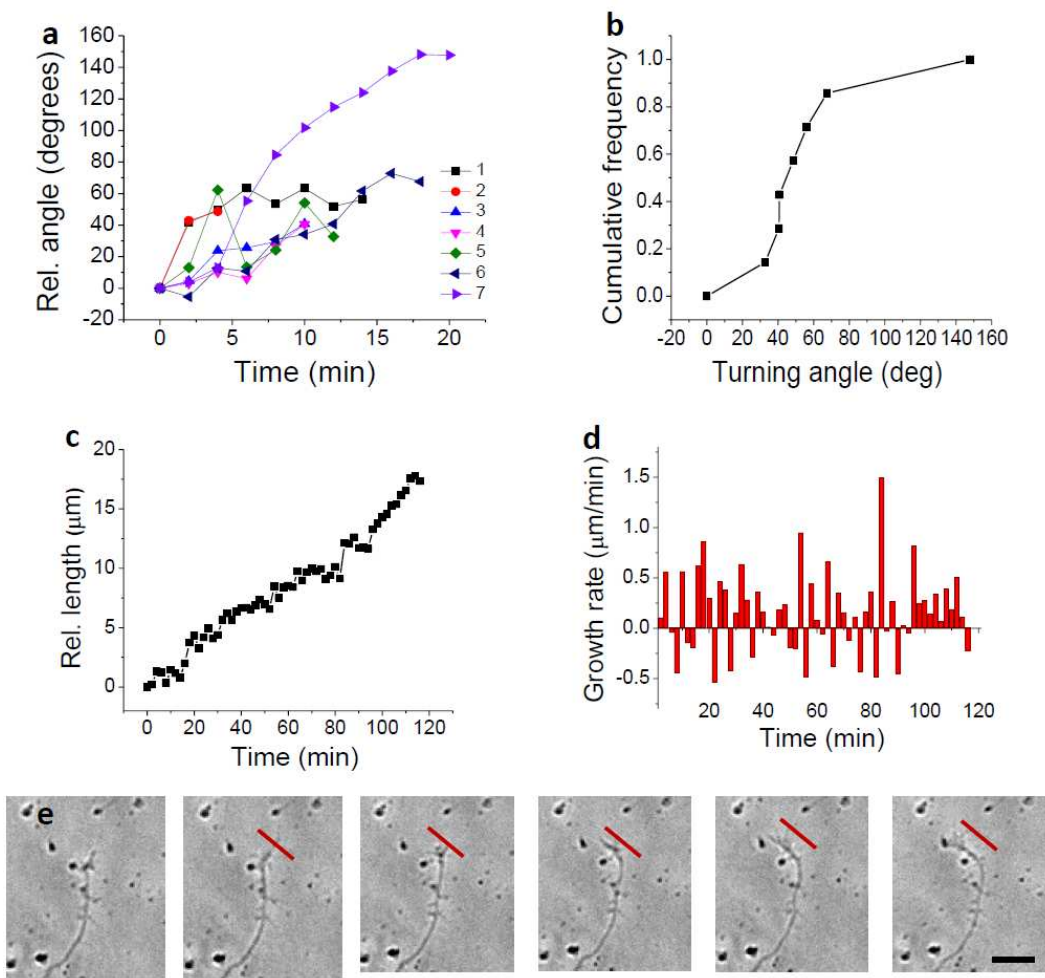 a
160
140
120
100
80
60
40
20
0
-20
Rel. angle (degrees)
0 5 10 15 20
Time (min)
1
2
3
4
5
6
7
b
1.0
0.8
0.6
0.4
0.2
0.0
Cumulative frequency
-20 0 20 40 60 80 100 120 140 160
Turning angle (deg)
c
20
15
10
5
0
Rel. length (μm)
0 20 40 60 80 100 120
Time (min)
d
1.5
1.0
0.5
0.0
-0.5
Growth rate (μm/min)
20 40 60 80 100 120
Time (min)
e